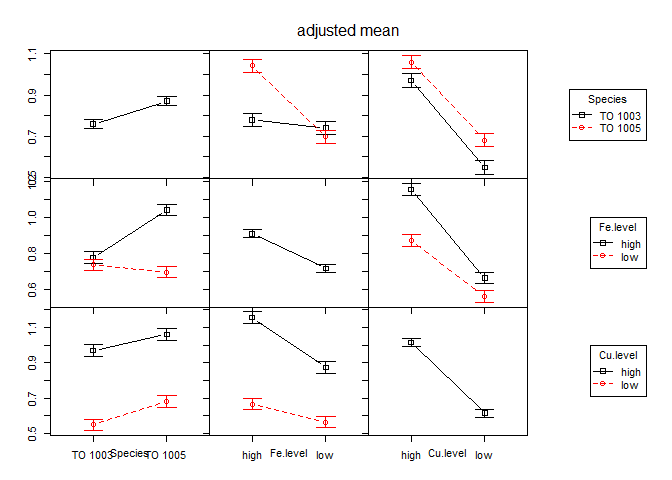 adjusted mean
1.1
0.9
0.7
0.5
Species
TO 1003
TO 1005
1.0
0.8
0.6
Fe.level
high
low
1.1
0.9
0.7
0.5
Cu.level
high
low
TO 1003 Species TO 1005 high Fe.level low high Cu.level low